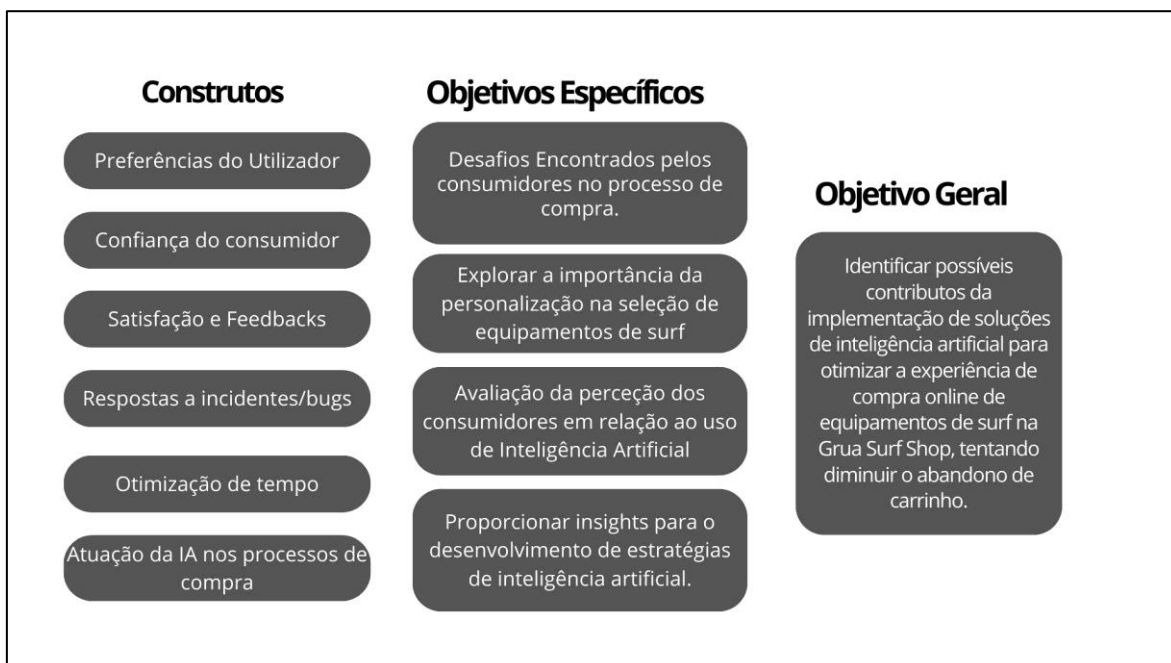 Construtos
Preferências do Utilizador
Confiança do consumidor
Satisfação e Feedbacks
Respostas a incidentes/bugs
Otimização de tempo
Atuação da IA nos processos de
compra
Objetivos Específicos
Desafios Encontrados pelos
consumidores no processo de
compra.
Explorar a importância da
personalização na seleção de
equipamentos de surf
Avaliação da perceção dos
consumidores em relação ao uso
de Inteligência Artificial
Proporcionar insights para o
desenvolvimento de estratégias
de inteligência artificial.
Objetivo Geral
Identificar possíveis
contributos da
implementação de soluções
de inteligência artificial para
otimizar a experiência de
compra online de
equipamentos de surf na
Grua Surf Shop, tentando
diminuir o abandono de
carrinho.